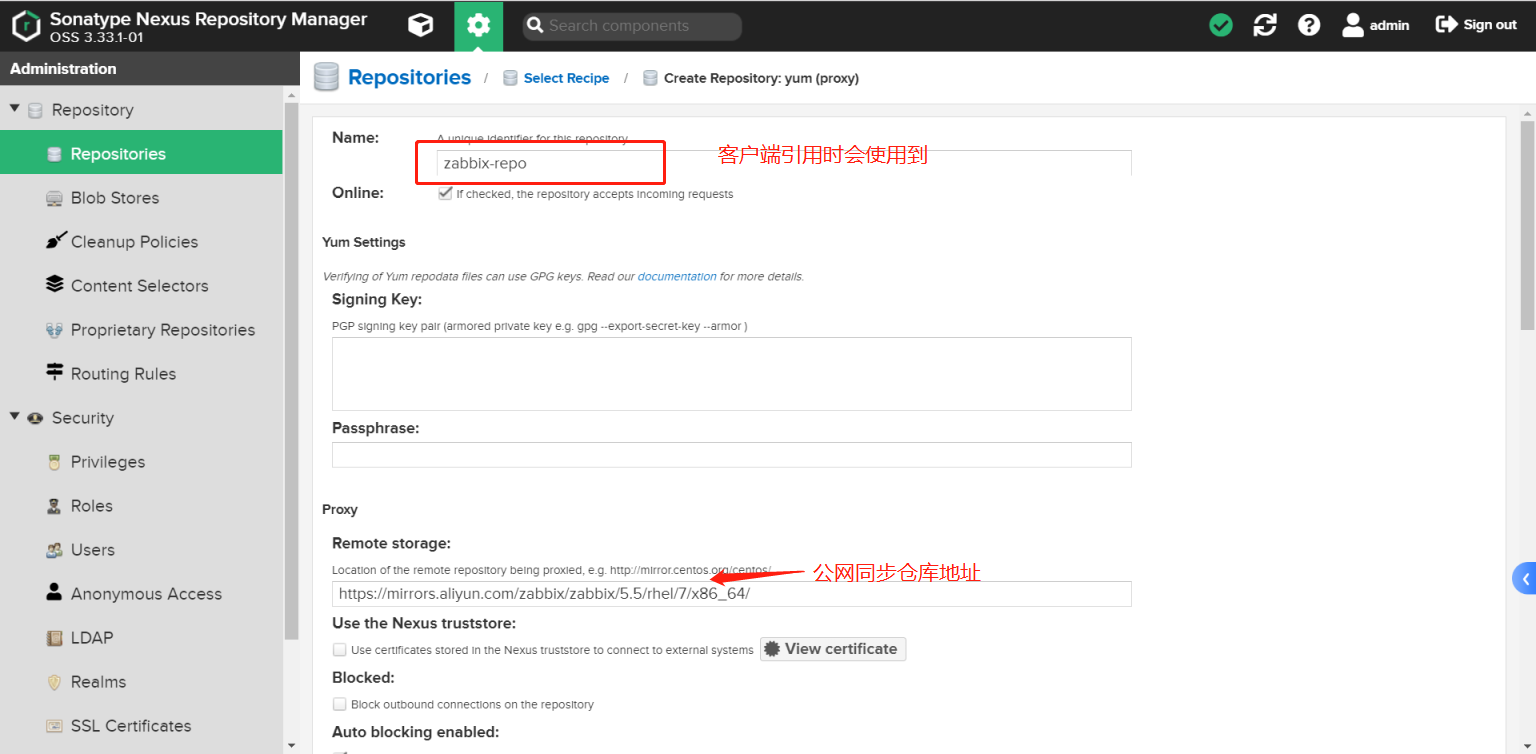 Sonatype Nexus Repository Manager
OSS 3.33.1-01
Search components
admin
Sign out
Administration
Repositories / Select Recipe / Create Repository: yum (proxy)
Repository
Repositories
Blob Stores
Cleanup Policies
Content Selectors
Proprietary Repositories
Routing Rules
Security
Privileges
Roles
Users
Anonymous Access
LDAP
Realms
SSL Certificates
Name:
A unique identifier for this repository
zabbix-repo
客户端引用时会使用到
Online:
If checked, the repository accepts incoming requests
Yum Settings
Verifying of Yum repodata files can use GPG keys. Read our documentation for more details.
Signing Key:
PGP signing key pair (armored private key e.g. gpg --export-secret-key --armor )
Passphrase:
Proxy
Remote storage:
Location of the remote repository being proxied, e.g. http://mirror.centos.org/centos/
公网同步仓库地址
https://mirrors.aliyun.com/zabbix/zabbix/5.5/rhel/7/x86_64/
Use the Nexus truststore:
Use certificates stored in the Nexus truststore to connect to external systems
View certificate
Blocked:
Block outbound connections on the repository
Auto blocking enabled: